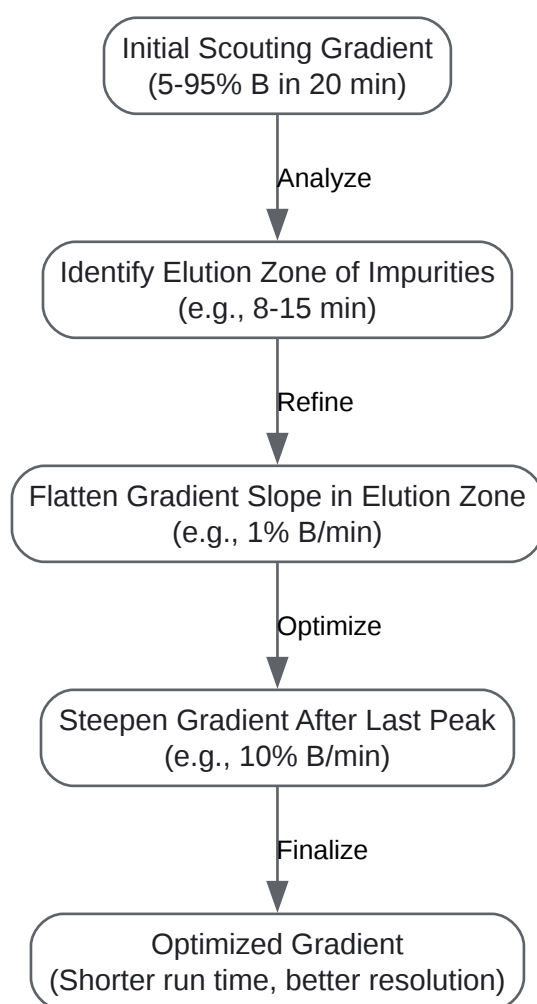 Initial Scouting Gradient
(5-95% B in 20 min)
Analyze
Identify Elution Zone of Impurities
(e.g., 8-15 min)
Refine
Flatten Gradient Slope in Elution Zone
(e.g., 1% B/min)
Optimize
Steepen Gradient After Last Peak
(e.g., 10% B/min)
Finalize
Optimized Gradient
(Shorter run time, better resolution)